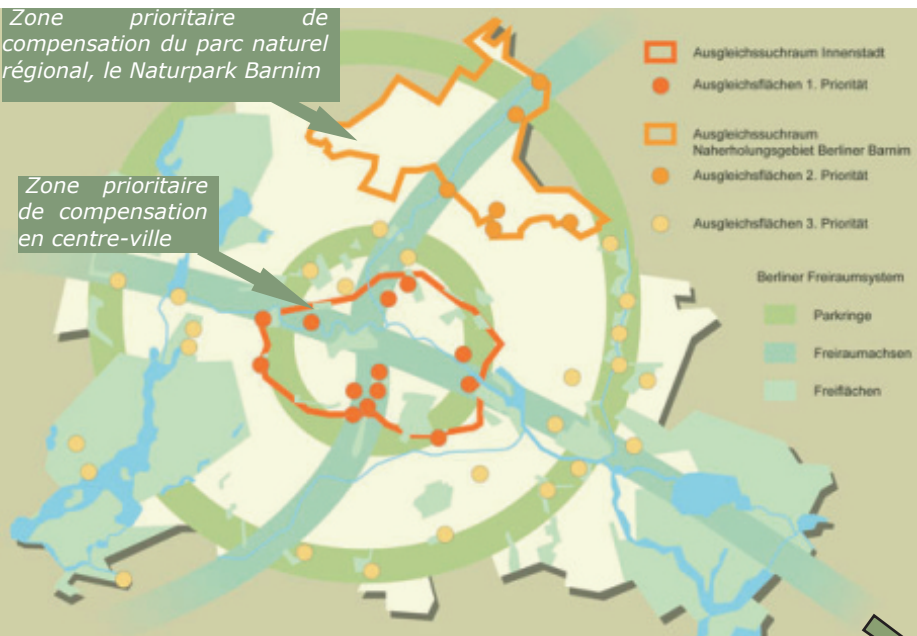 Zone prioritaire de
compensation du parc naturel
régional, le Naturpark Barnim
Zone prioritaire
de compensation
en centre-ville
Ausgleichssuchraum Innenstadt
Ausgleichsflächen 1. Priorität
Ausgleichssuchraum
Naherholungsgebiet Berliner Barnim
Ausgleichsflächen 2. Priorität
Ausgleichsflächen 3. Priorität
Berliner Freiraumsystem
Parkringe
Freiraumachsen
Freiflächen